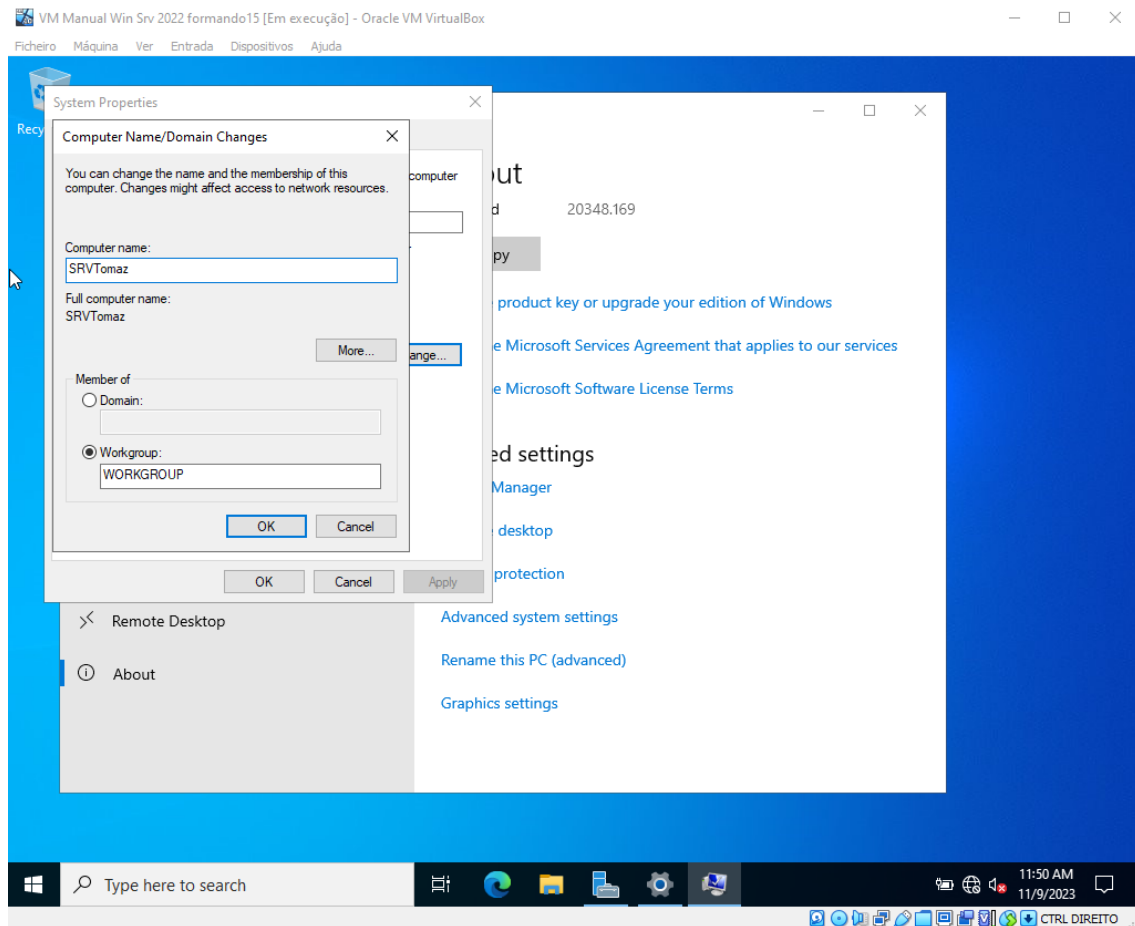 VM Manual Win Srv 2022 formando15 [Em execução] - Oracle VM VirtualBox
Ficheiro Máquina Ver Entrada Dispositivos Ajuda
Recy
System Properties
Computer Name/Domain Changes
You can change the name and the membership of this
computer. Changes might affect access to network resources.
Computer name:
SRVTomaz
Full computer name:
SRVTomaz
More...
Member of
Domain:
Workgroup:
WORKGROUP
OK Cancel
computer
ange...
OK Cancel Apply
out
d 20348.169
py
product key or upgrade your edition of Windows
e Microsoft Services Agreement that applies to our services
e Microsoft Software License Terms
ed settings
Manager
desktop
protection
Advanced system settings
Rename this PC (advanced)
Graphics settings
Remote Desktop
About
Type here to search
11:50 AM
11/9/2023
CTRL DIREITO